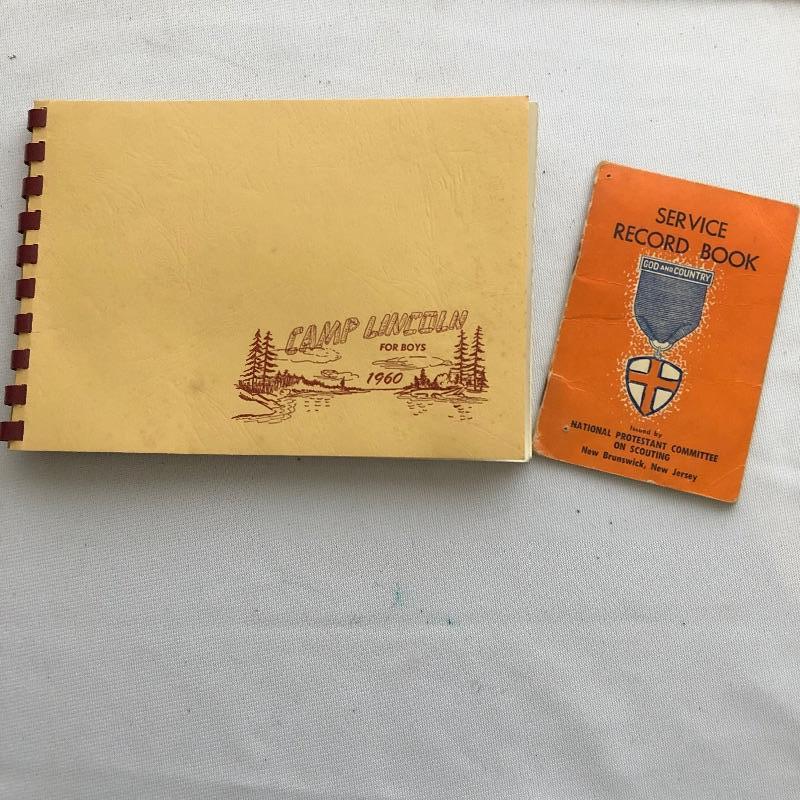 CAMP LINCOLN
FOR BOYS
1960
SERVICE
RECORD BOOK
GOD AND COUNTRY
Issued by
NATIONAL PROTESTANT COMMITTEE
ON SCOUTING
New Brunswick, New Jersey